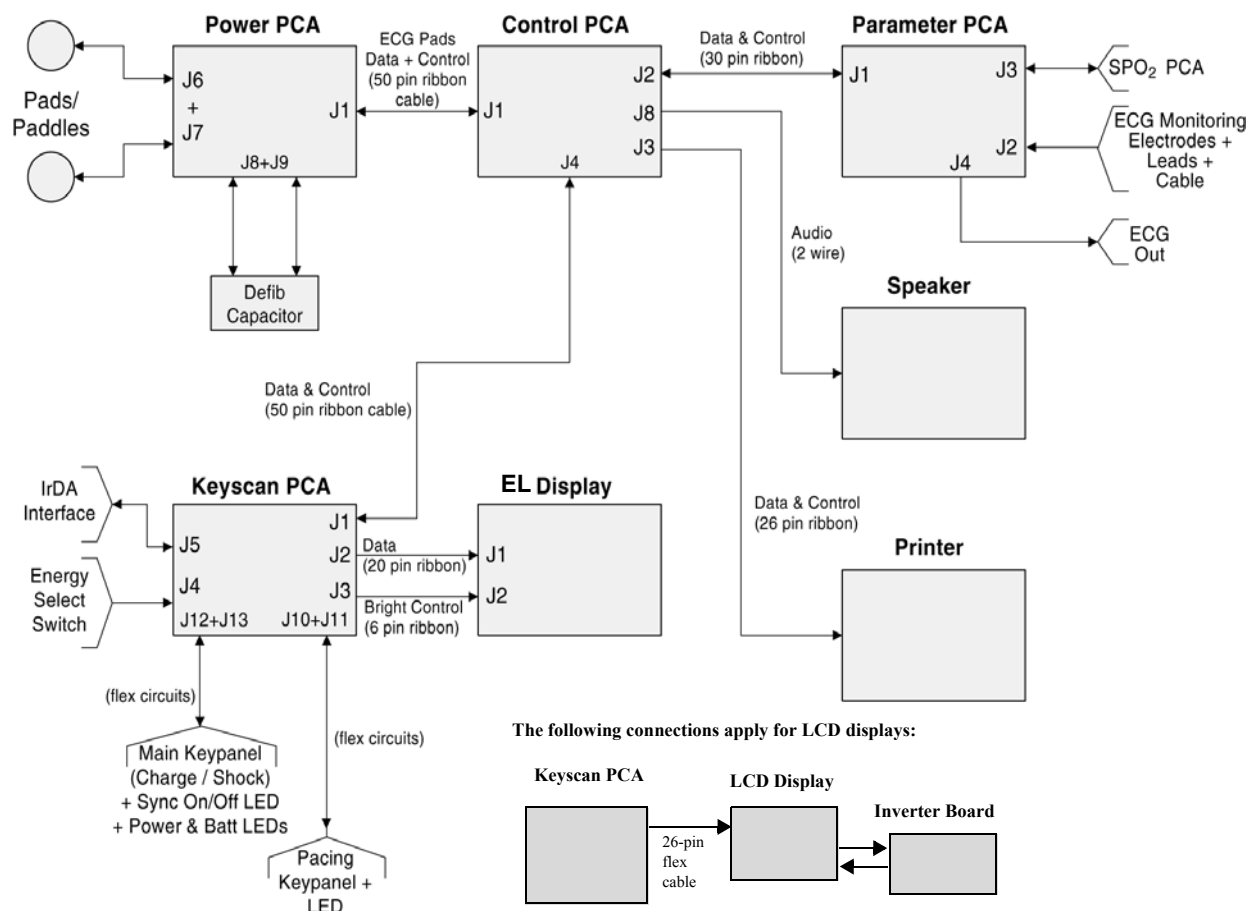 Power PCA
Control PCA
Parameter PCA
ECG Pads
Data + Control
(50 pin ribbon
cable)
Data & Control
(30 pin ribbon)
Pads/
Paddles
J6
+
J7
J1
J8+J9
J1
J2
J8
J3
J4
J1
J3
J2
J4
SPO₂ PCA
ECG Monitoring
Electrodes +
Leads +
Cable
ECG
Out
Defib
Capacitor
Audio
(2 wire)
Speaker
Data & Control
(50 pin ribbon cable)
Keyscan PCA
EL Display
IrDA
Interface
Energy
Select
Switch
J5
J4
J12+J13
J10+J11
J1
J2
J3
Data
(20 pin ribbon)
Bright Control
(6 pin ribbon)
J1
J2
Data & Control
(26 pin ribbon)
Printer
(flex circuits)
(flex circuits)
Main Keypanel
(Charge / Shock)
+ Sync On/Off LED
+ Power & Batt LEDs
Pacing
Keypanel +
LED
The following connections apply for LCD displays:
Keyscan PCA
LCD Display
Inverter Board
26-pin
flex
cable